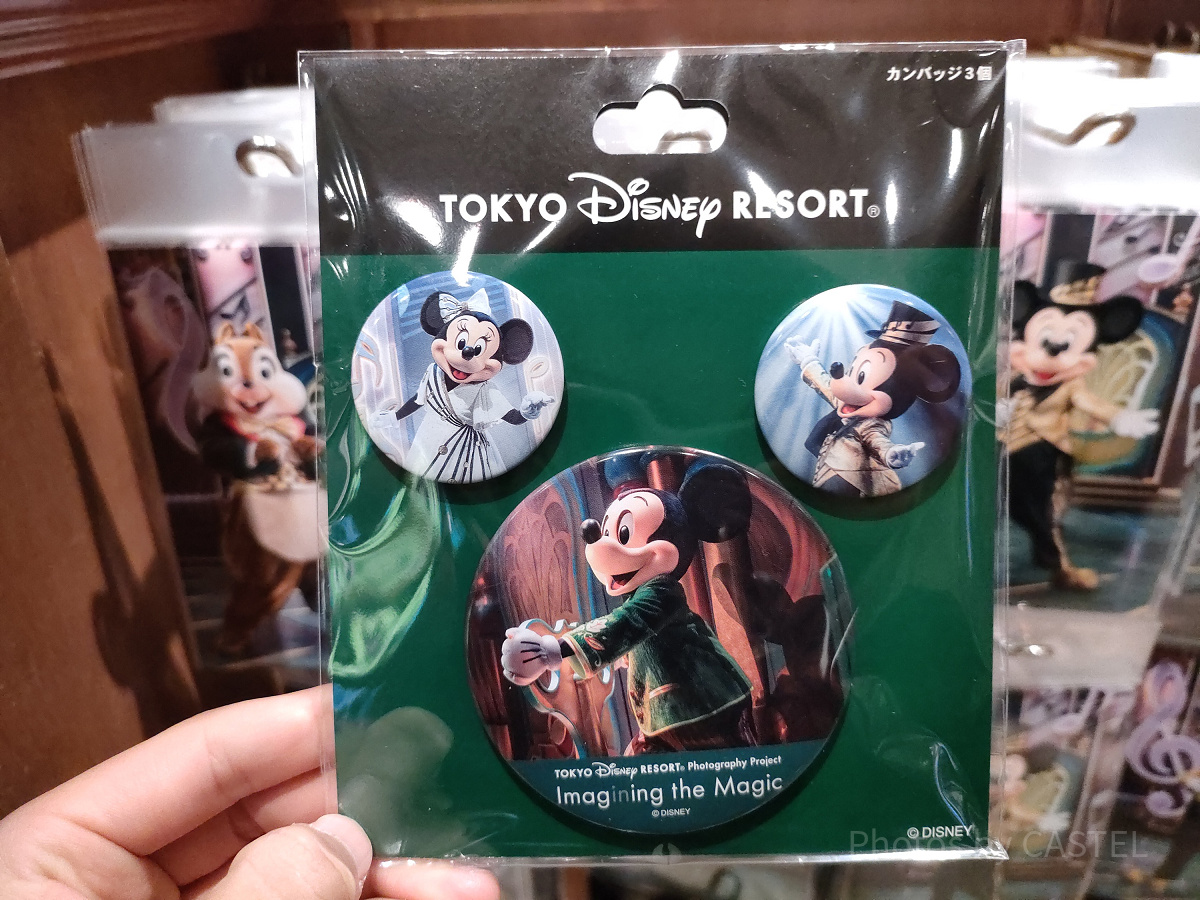 カンバッジ3個
TOKYO Disney RESORT®
TOKYO Disney RESORT® Photography Project
Imagining the Magic
© DISNEY
© DISNEY
Photos by CASTEL